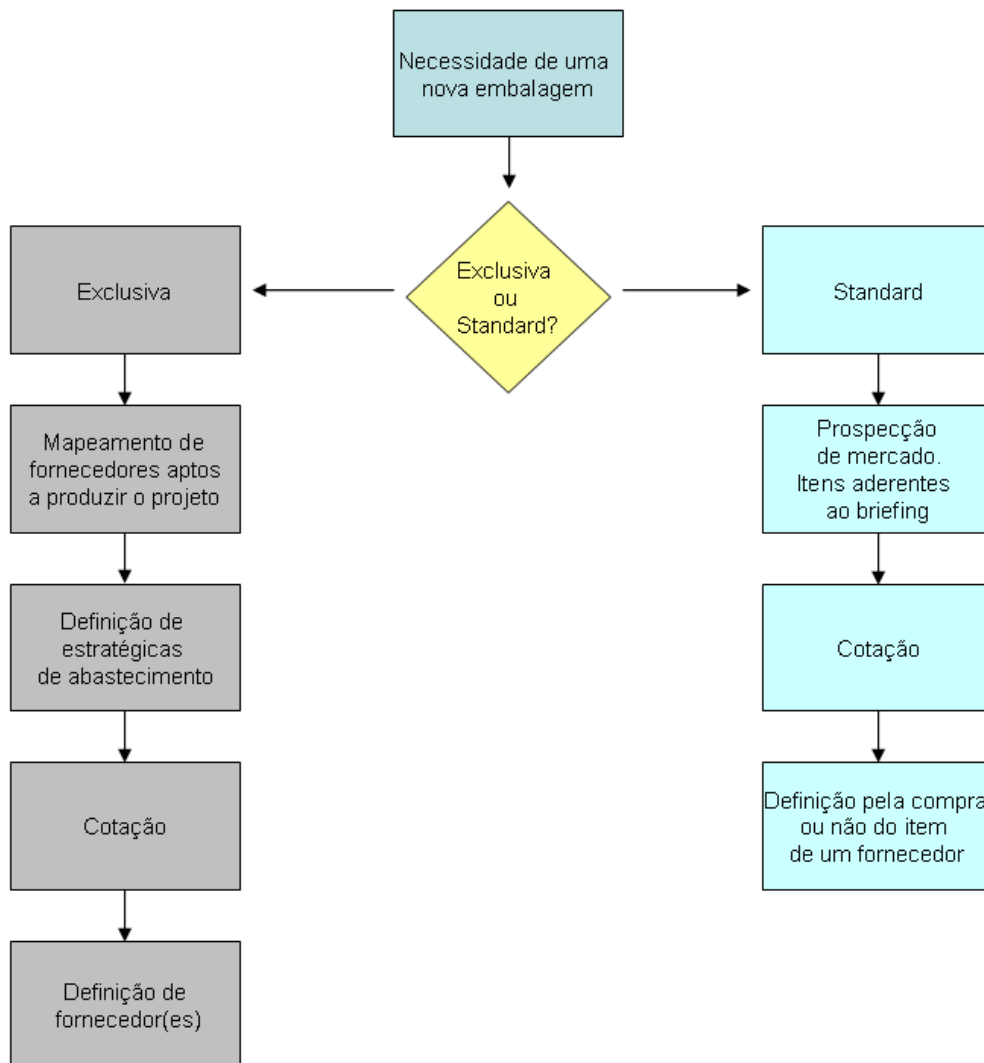 Necessidade de uma
nova embalagem
Exclusiva
ou
Standard?
Exclusiva
Mapeamento de
fornecedores aptos
a produzir o projeto
Definição de
estratégicas
de abastecimento
Cotação
Definição de
fornecedor(es)
Standard
Prospecção
de mercado.
Itens aderentes
ao briefing
Cotação
Definição pela compra
ou não do item
de um fornecedor